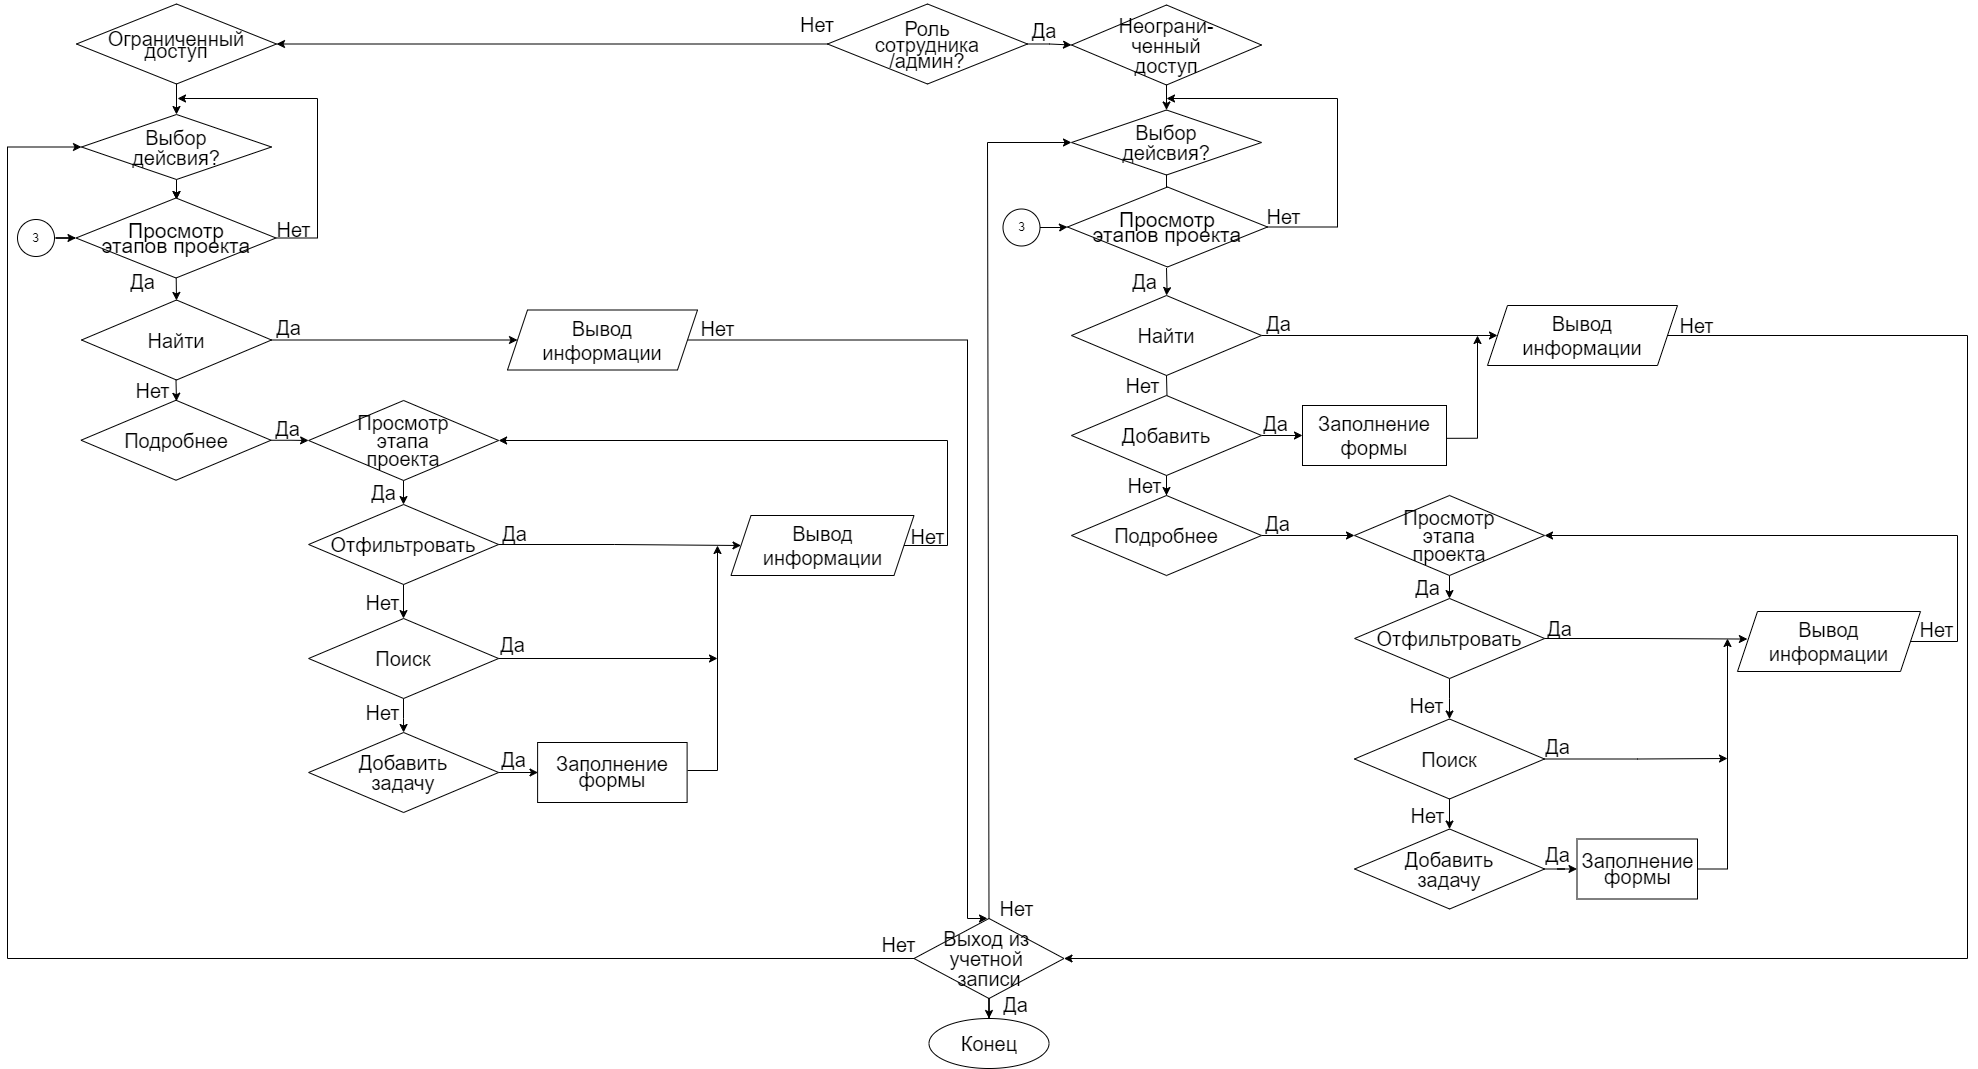 Ограниченный
доступ
Нет
Роль
сотрудника
/админ?
Да
Неограни-
ченный
доступ
Выбор
дейсвия?
3
Просмотр
этапов проекта
Нет
Да
Найти
Да
Вывод
информации
Нет
Нет
Подробнее
Да
Просмотр
этапа
проекта
Да
Отфильтровать
Да
Вывод
информации
Нет
Нет
Поиск
Да
Нет
Добавить
задачу
Да
Заполнение
формы
Выбор
дейсвия?
3
Просмотр
этапов проекта
Нет
Да
Найти
Да
Вывод
информации
Нет
Нет
Добавить
Да
Заполнение
формы
Нет
Подробнее
Да
Просмотр
этапа
проекта
Да
Отфильтровать
Да
Вывод
информации
Нет
Нет
Поиск
Да
Нет
Добавить
задачу
Да
Заполнение
формы
Нет
Нет
Выход из
учетной
записи
Да
Конец